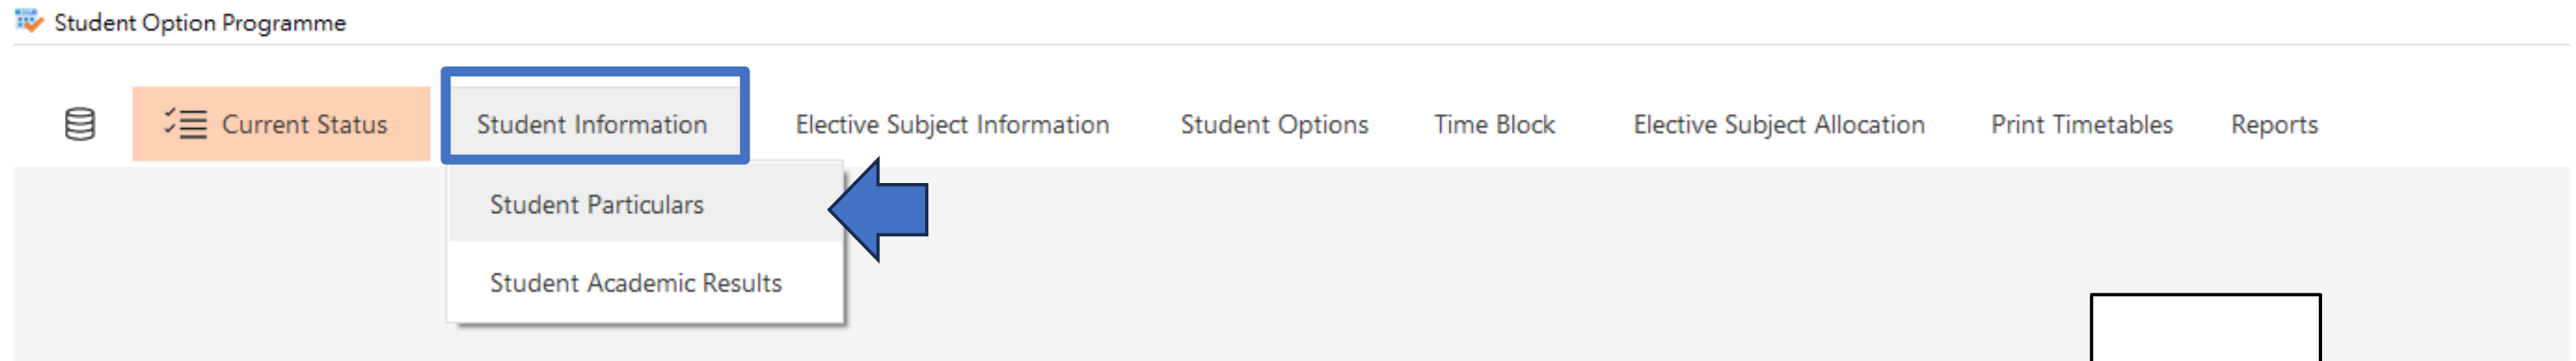 Student Option Programme
Current Status Student Information Elective Subject Information Student Options Time Block Elective Subject Allocation Print Timetables Reports
Student Particulars
Student Academic Results